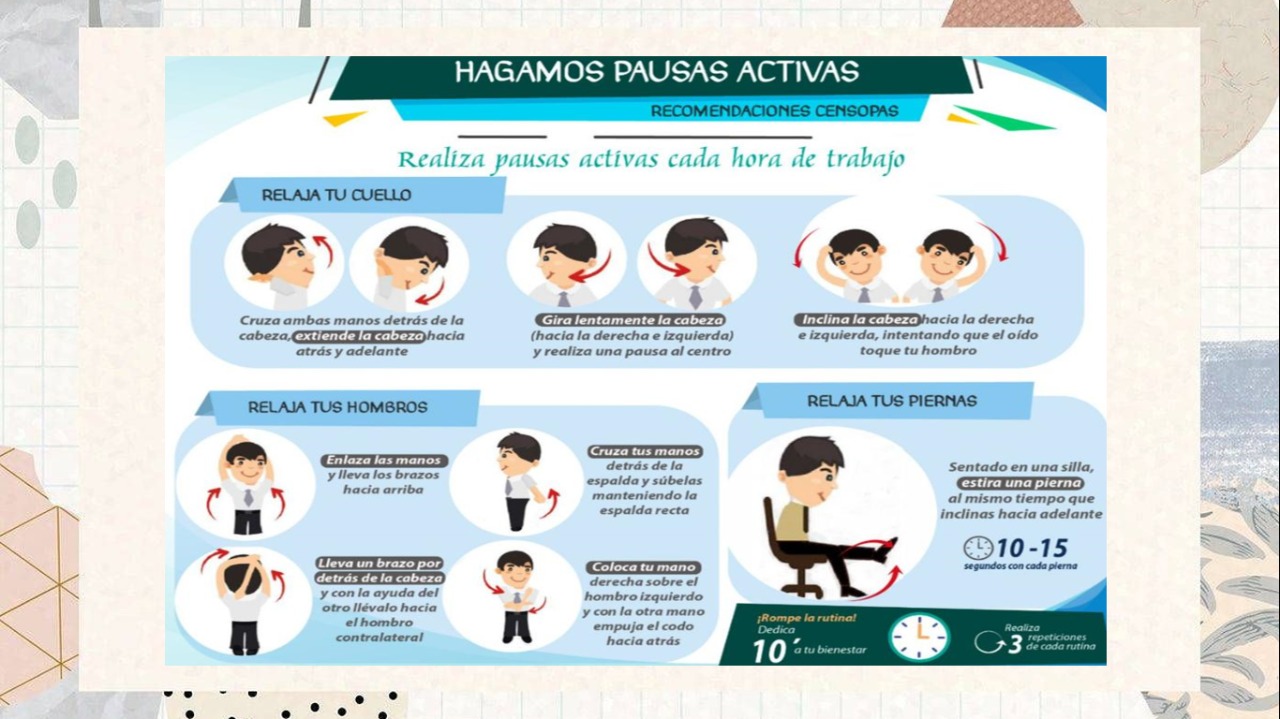 HAGAMOS PAUSAS ACTIVAS
RECOMENDACIONES CENSOPAS
Realiza pausas activas cada hora de trabajo
RELAJA TU CUELLO
Cruza ambas manos detrás de la
cabeza, extiende la cabeza hacia
atrás y adelante
Gira lentamente la cabeza
(hacia la derecha e izquierda)
y realiza una pausa al centro
Inclina la cabeza hacia la derecha
e izquierda, intentando que el oído
toque tu hombro
RELAJA TUS HOMBROS
Enlaza las manos
y lleva los brazos
hacia arriba
Cruza tus manos
detrás de la
espalda y súbelas
manteniendo la
espalda recta
Lleva un brazo por
detrás de la cabeza
y con la ayuda del
otro llévalo hacia
el hombro
contralateral
Coloca tu mano
derecha sobre el
hombro izquierdo
y con la otra mano
empuja el codo
hacia atrás
RELAJA TUS PIERNAS
Sentado en una silla,
estira una pierna
al mismo tiempo que
inclinas hacia adelante
10 -15
segundos con cada pierna
¡Rompe la rutina!
Dedica
10´ a tu bienestar
Realiza
3 repeticiones
de cada rutina